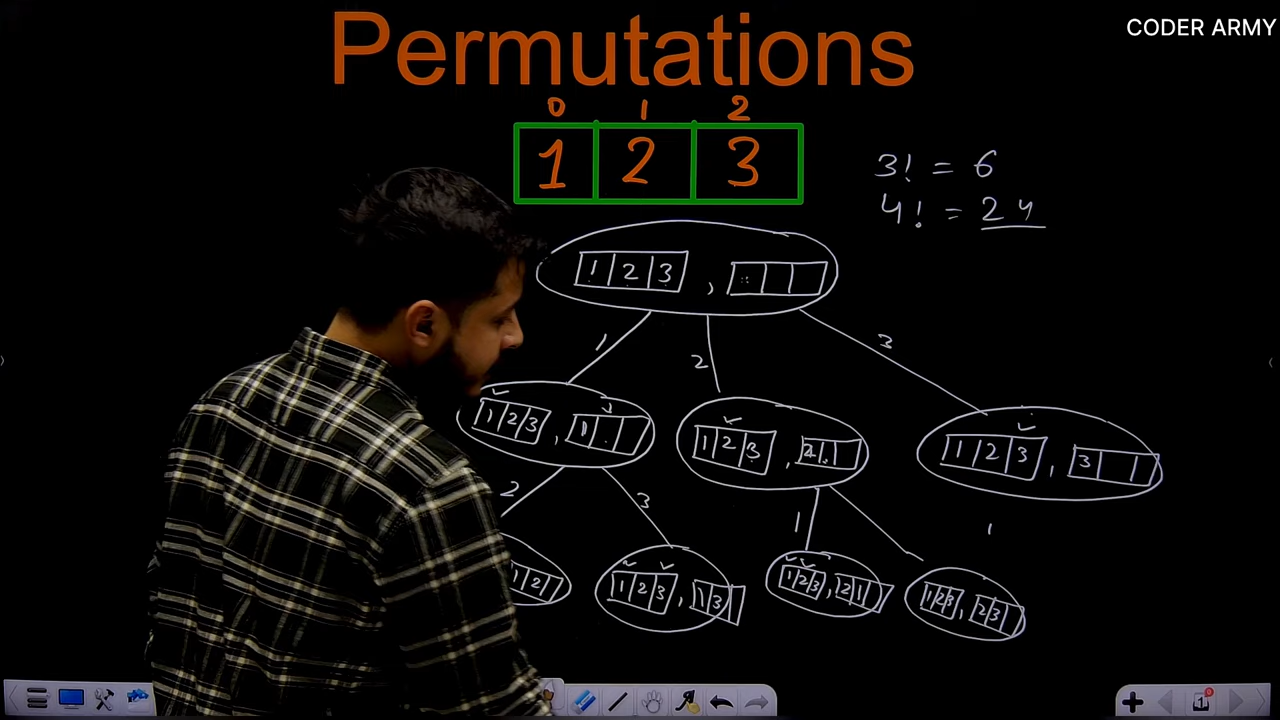 CODER ARMY
Permutations
0 1 2
1 2 3
3! = 6
4! = 24
1 2 3 ,
1 2 3
1 2 3 , 1
1 2 3 , 2
1 2 3 , 3
2 3 1 1
1 2
1 2 3 , 1 3
1 2 3 , 2 1
1 2 3 , 2 3
1